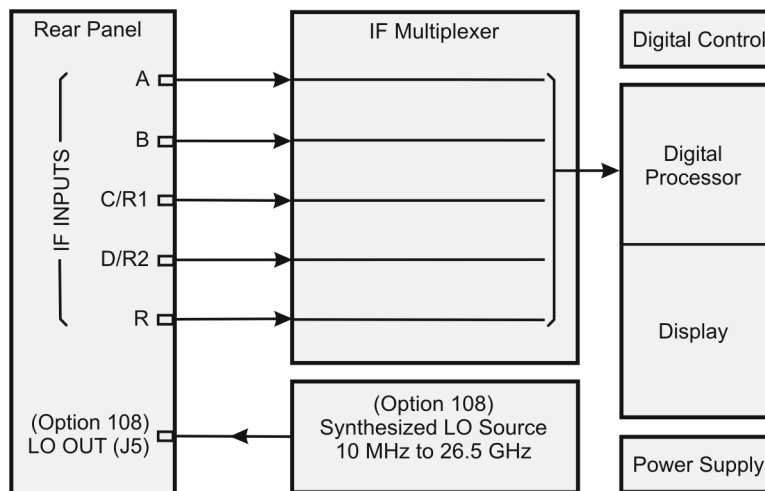 Rear Panel
IF INPUTS
A
B
C/R1
D/R2
R
(Option 108)
LO OUT (J5)
IF Multiplexer
(Option 108)
Synthesized LO Source
10 MHz to 26.5 GHz
Digital Control
Digital
Processor
Display
Power Supply